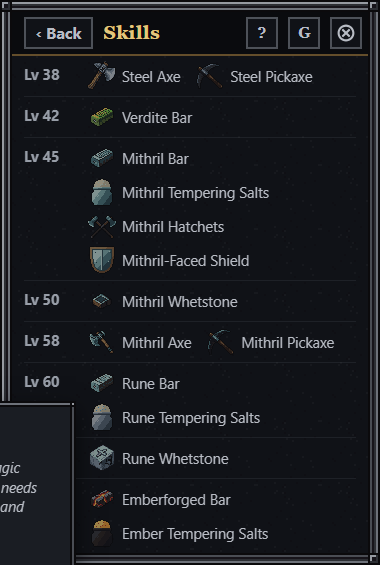 ‹ Back Skills ? G
Lv 38 Steel Axe Steel Pickaxe
Lv 42 Verdite Bar
Lv 45 Mithril Bar
Mithril Tempering Salts
Mithril Hatchets
Mithril-Faced Shield
Lv 50 Mithril Whetstone
Lv 58 Mithril Axe Mithril Pickaxe
Lv 60 Rune Bar
Rune Tempering Salts
Rune Whetstone
Emberforged Bar
Ember Tempering Salts
needs
and